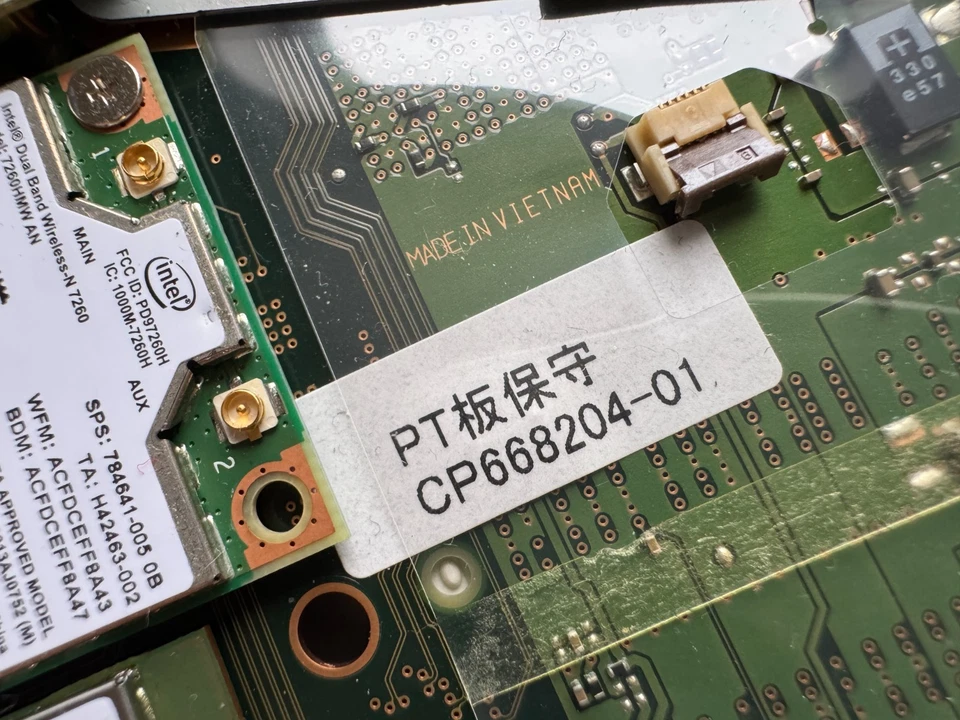 Intel® Dual Band Wireless-N 7260
7260HMW AN
MAIN
FCC ID: PD97260H
IC: 1000M-7260H
intel
AUX
SPS: 784641-005 0B
TA: H42463-002
WFM: ACFDCEFF8A43
BDM: ACFDCEFF8A47
APPROVED MODEL
1
2
MADE IN VIETNAM
PT板保守
CP668204-01
+
330
e57